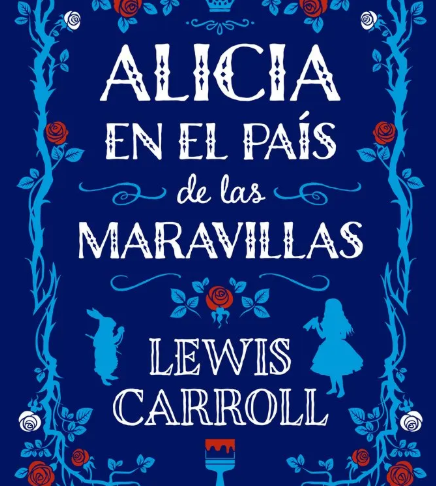 ALICIA
EN EL PAÍS
de las
MARAVILLAS
LEWIS
CARROLL